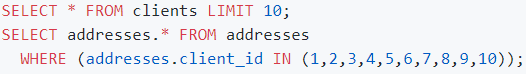 SELECT * FROM clients LIMIT 10;
SELECT addresses.* FROM addresses
  WHERE (addresses.client_id IN (1,2,3,4,5,6,7,8,9,10));